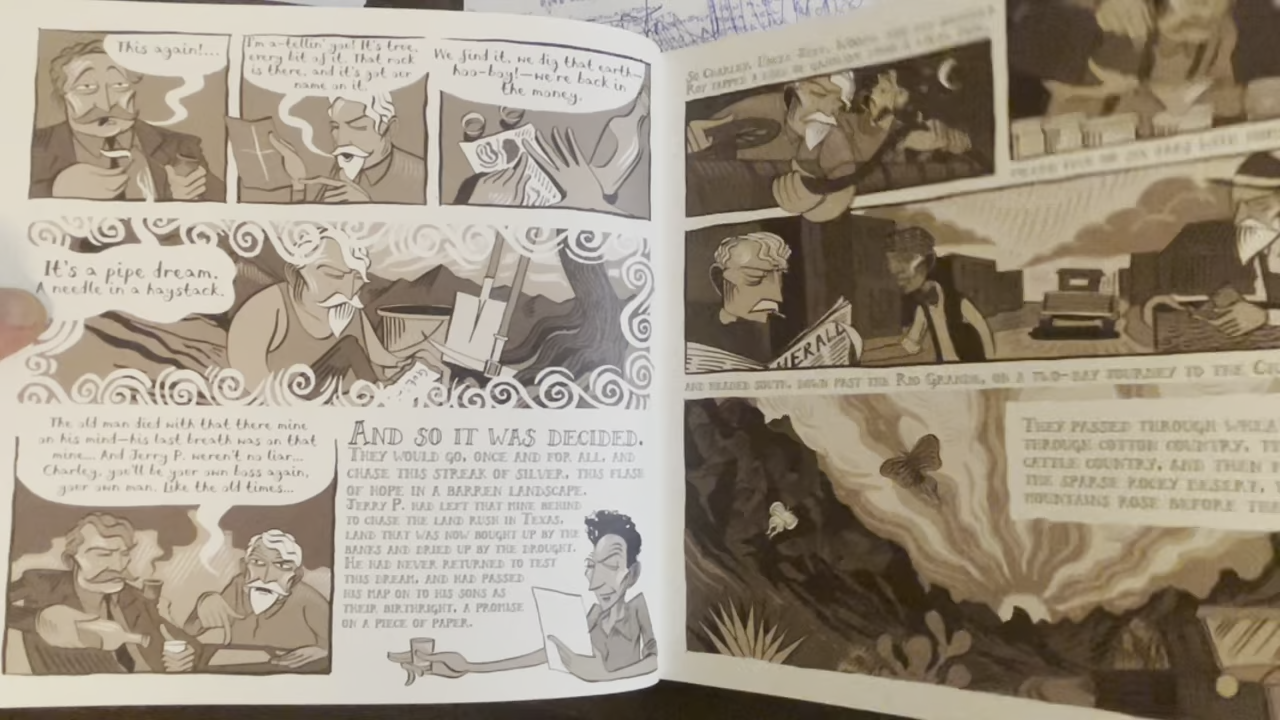 This again!...
I'm a-tellin' you! It's true,
every bit of it. That rock
is there, and it's got our
name on it.
We find it, we dig that earth—
hoo-boy!—we're back in
the money.
It's a pipe dream.
A needle in a haystack.
The old man died with that there mine
on his mind—his last breath was on that
mine... And Jerry P. weren't no liar...
Charley, you'll be your own boss again,
your own man. Like the old times...
AND SO IT WAS DECIDED.
THEY WOULD GO, ONCE AND FOR ALL, AND
CHASE THIS STREAK OF SILVER, THIS FLASH
OF HOPE IN A BARREN LANDSCAPE.
JERRY P. HAD LEFT THAT MINE BEHIND
TO CHASE THE LAND RUSH IN TEXAS,
LAND THAT WAS NOW BOUGHT UP BY THE
BANKS AND DRIED UP BY THE DROUGHT.
HE HAD NEVER RETURNED TO TEST
THIS DREAM, AND HAD PASSED
HIS MAP ON TO HIS SONS AS
THEIR BIRTHRIGHT, A PROMISE
ON A PIECE OF PAPER.
SO CHARLEY, UNCLE
ROY
HERALD
AND HEADED SOUTH, DOWN PAST THE RIO GRANDE, ON A TWO-DAY JOURNEY TO THE
THEY PASSED THROUGH
THROUGH COTTON COUNTRY,
CATTLE COUNTRY, AND THEN
THE SPARSE ROCKY DESERT,
MOUNTAINS ROSE BEFORE